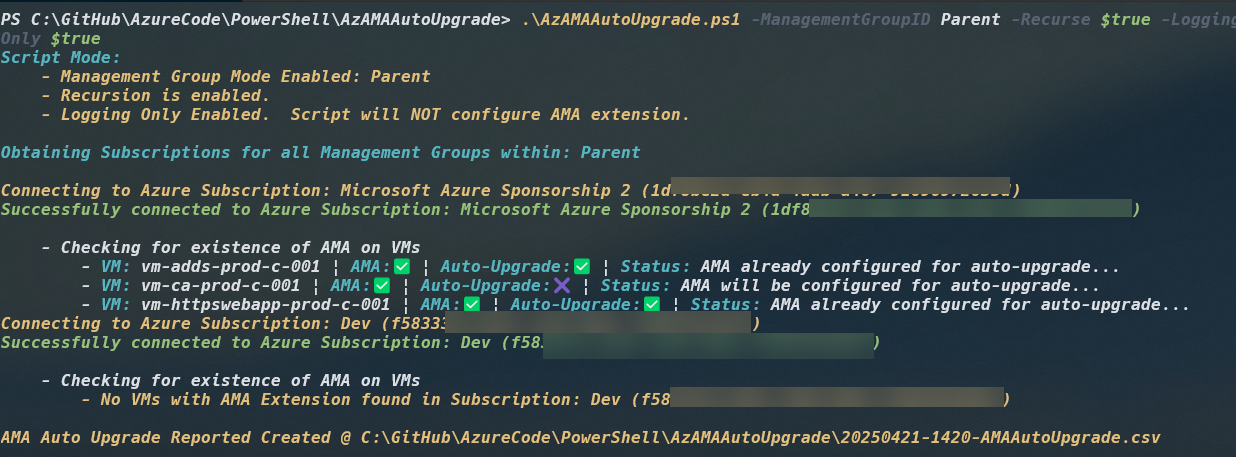 PS C:\GitHub\AzureCode\PowerShell\AzAMAAutoUpgrade> .\AzAMAAutoUpgrade.ps1 -ManagementGroupID Parent -Recurse $true -Logging
Only $true
Script Mode:
- Management Group Mode Enabled: Parent
- Recursion is enabled.
- Logging Only Enabled.  Script will NOT configure AMA extension.
Obtaining Subscriptions for all Management Groups within: Parent
Connecting to Azure Subscription: Microsoft Azure Sponsorship 2 (1d)
Successfully connected to Azure Subscription: Microsoft Azure Sponsorship 2 (1df8)
- Checking for existence of AMA on VMs
- VM: vm-adds-prod-c-001 ¦ AMA:✅ ¦ Auto-Upgrade:✅ ¦ Status: AMA already configured for auto-upgrade...
- VM: vm-ca-prod-c-001 ¦ AMA:✅ ¦ Auto-Upgrade:❌ ¦ Status: AMA will be configured for auto-upgrade...
- VM: vm-httpswebapp-prod-c-001 ¦ AMA:✅ ¦ Auto-Upgrade:✅ ¦ Status: AMA already configured for auto-upgrade...
Connecting to Azure Subscription: Dev (f5833)
Successfully connected to Azure Subscription: Dev (f58)
- Checking for existence of AMA on VMs
- No VMs with AMA Extension found in Subscription: Dev (f58)
AMA Auto Upgrade Reported Created @ C:\GitHub\AzureCode\PowerShell\AzAMAAutoUpgrade\20250421-1420-AMAAutoUpgrade.csv